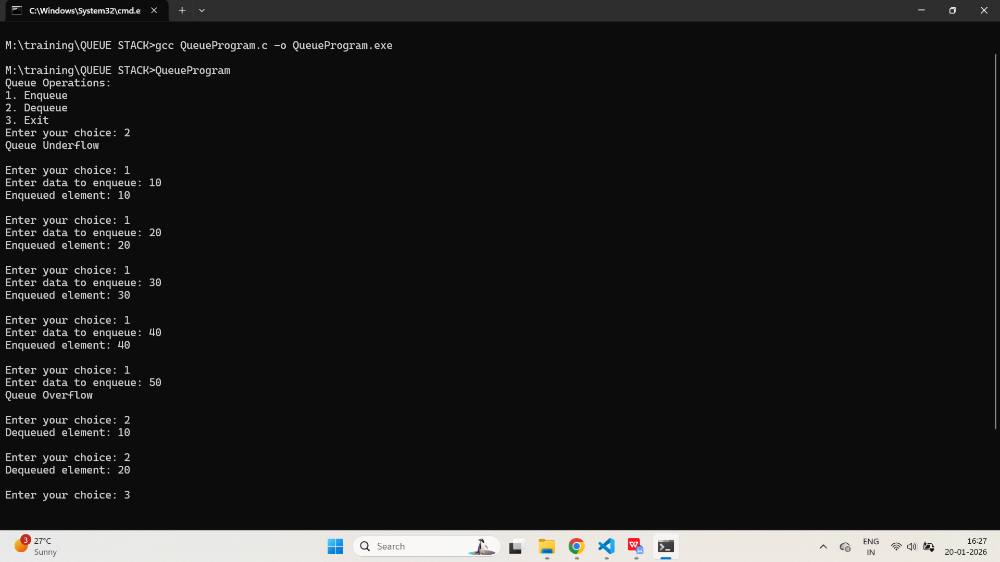 C:\Windows\System32\cmd.e
M:\training\QUEUE STACK>gcc QueueProgram.c -o QueueProgram.exe
M:\training\QUEUE STACK>QueueProgram
Queue Operations:
1. Enqueue
2. Dequeue
3. Exit
Enter your choice: 2
Queue Underflow
Enter your choice: 1
Enter data to enqueue: 10
Enqueued element: 10
Enter your choice: 1
Enter data to enqueue: 20
Enqueued element: 20
Enter your choice: 1
Enter data to enqueue: 30
Enqueued element: 30
Enter your choice: 1
Enter data to enqueue: 40
Enqueued element: 40
Enter your choice: 1
Enter data to enqueue: 50
Queue Overflow
Enter your choice: 2
Dequeued element: 10
Enter your choice: 2
Dequeued element: 20
Enter your choice: 3
3
27°C
Sunny
Search
W
W
ENG
IN
16:27
20-01-2026